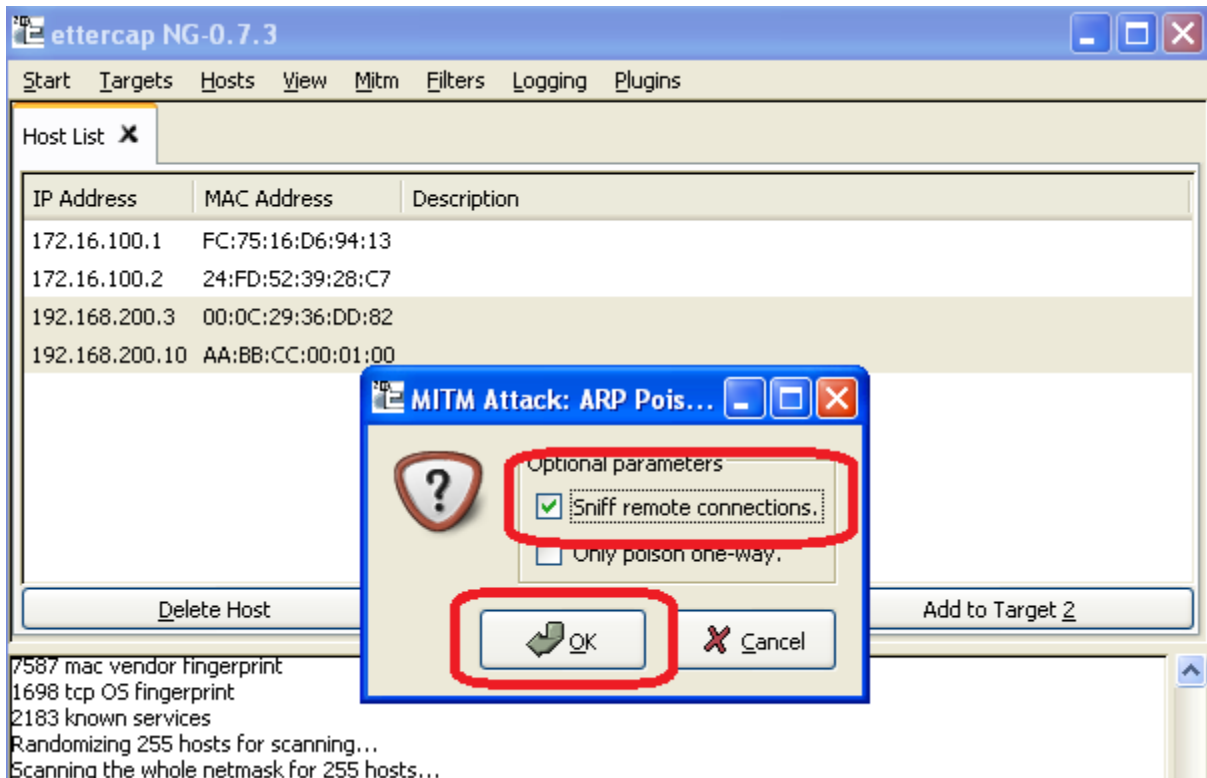 ettercap NG-0.7.3
Start Targets Hosts View Mitm Filters Logging Plugins
Host List
IP Address MAC Address Description
172.16.100.1 FC:75:16:D6:94:13
172.16.100.2 24:FD:52:39:28:C7
192.168.200.3 00:0C:29:36:DD:82
192.168.200.10 AA:BB:CC:00:01:00
MITM Attack: ARP Pois...
Optional parameters
Sniff remote connections.
Only poison one-way.
OK Cancel
Delete Host Add to Target 2
7587 mac vendor fingerprint
1698 tcp OS fingerprint
2183 known services
Randomizing 255 hosts for scanning...
Scanning the whole netmask for 255 hosts...